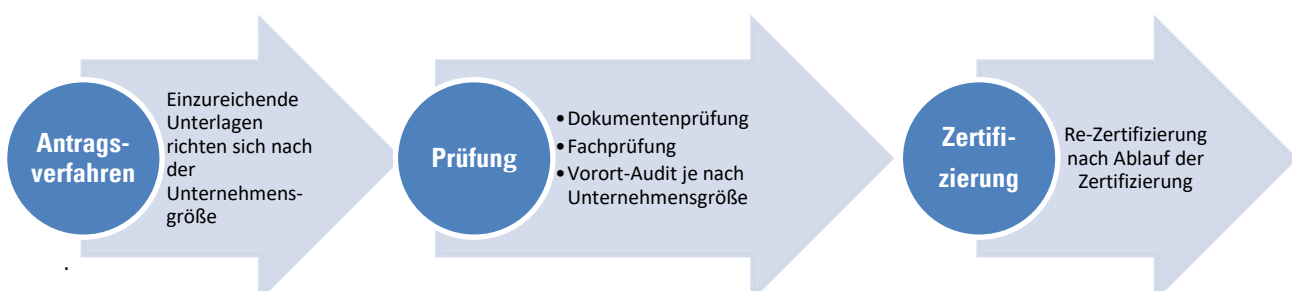 Antrags-
verfahren
Einzureichende
Unterlagen
richten sich nach
der
Unternehmens-
größe
.
Prüfung
•Dokumentenprüfung
•Fachprüfung
•Vorort-Audit je nach
Unternehmensgröße
Zertifi-
zierung
Re-Zertifizierung
nach Ablauf der
Zertifizierung